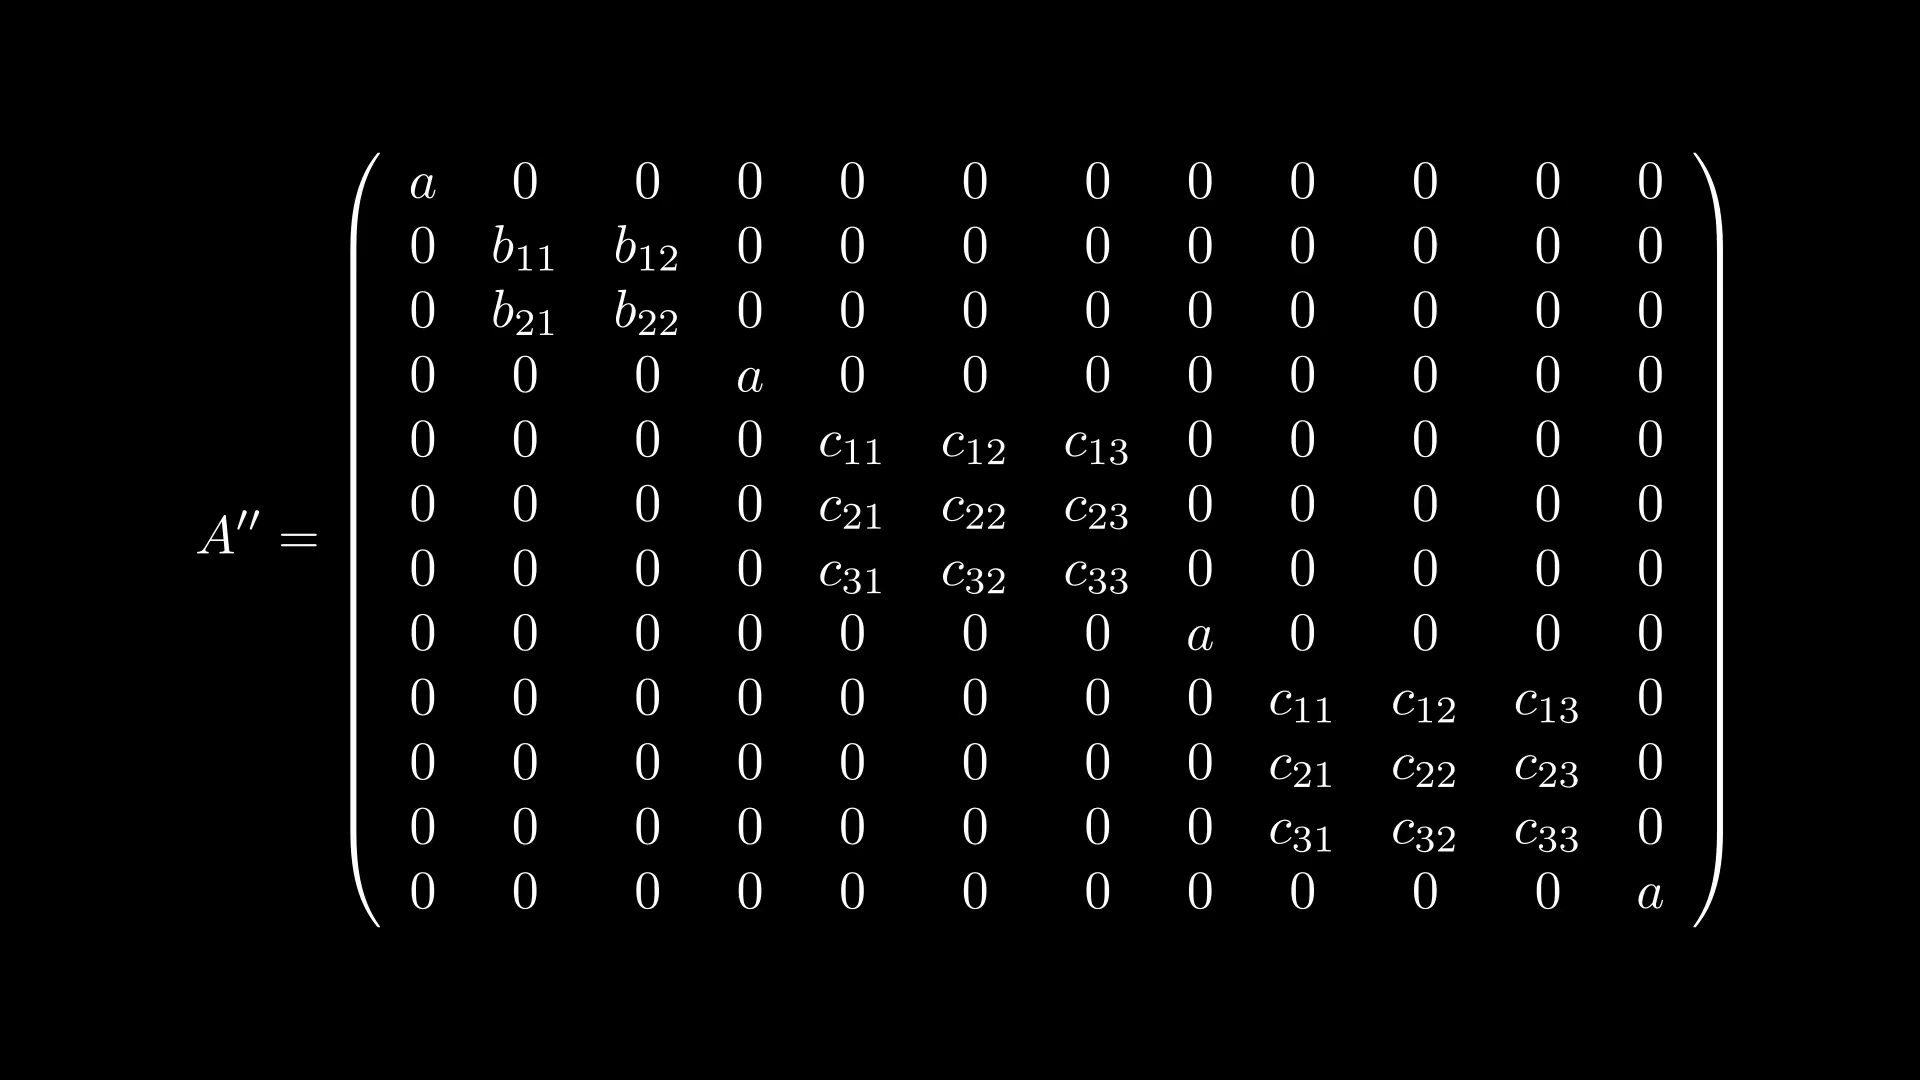 a 0 0 0 0 0 0 0 0 0 0 0
0 b₁₁ b₁₂ 0 0 0 0 0 0 0 0 0
0 b₂₁ b₂₂ 0 0 0 0 0 0 0 0 0
0 0 0 a 0 0 0 0 0 0 0 0
0 0 0 0 c₁₁ c₁₂ c₁₃ 0 0 0 0 0
0 0 0 0 c₂₁ c₂₂ c₂₃ 0 0 0 0 0
A″ =
0 0 0 0 c₃₁ c₃₂ c₃₃ 0 0 0 0 0
0 0 0 0 0 0 0 a 0 0 0 0
0 0 0 0 0 0 0 0 c₁₁ c₁₂ c₁₃ 0
0 0 0 0 0 0 0 0 c₂₁ c₂₂ c₂₃ 0
0 0 0 0 0 0 0 0 c₃₁ c₃₂ c₃₃ 0
0 0 0 0 0 0 0 0 0 0 0 a